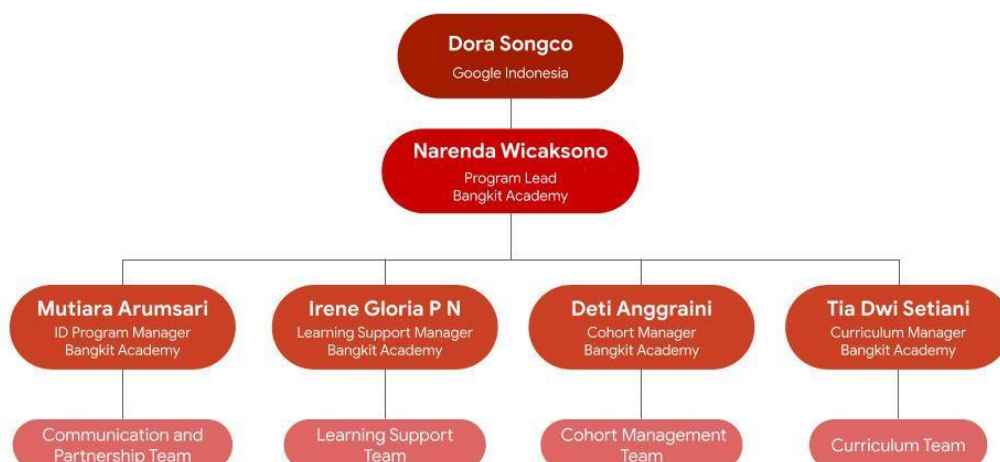 Dora Songco
Google Indonesia
Narenda Wicaksono
Program Lead
Bangkit Academy
Mutiara Arumsari
ID Program Manager
Bangkit Academy
Irene Gloria P N
Learning Support Manager
Bangkit Academy
Deti Anggraini
Cohort Manager
Bangkit Academy
Tia Dwi Setiani
Curriculum Manager
Bangkit Academy
Communication and
Partnership Team
Learning Support
Team
Cohort Management
Team
Curriculum Team